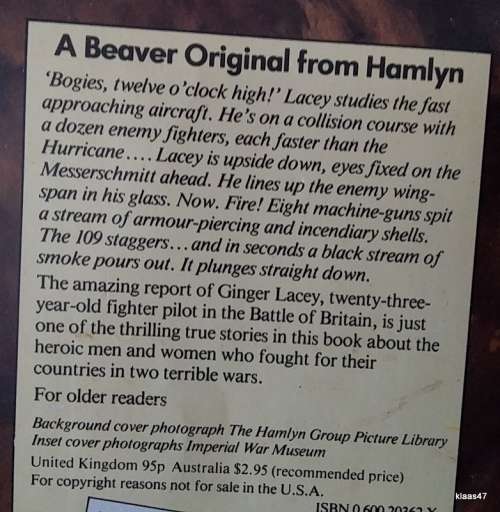 A Beaver Original from Hamlyn
'Bogies, twelve o'clock high!' Lacey studies the fast
approaching aircraft. He's on a collision course with
a dozen enemy fighters, each faster than the
Hurricane.... Lacey is upside down, eyes fixed on the
Messerschmitt ahead. He lines up the enemy wing-
span in his glass. Now. Fire! Eight machine-guns spit
a stream of armour-piercing and incendiary shells.
The 109 staggers...and in seconds a black stream of
smoke pours out. It plunges straight down.
The amazing report of Ginger Lacey, twenty-three-
year-old fighter pilot in the Battle of Britain, is just
one of the thrilling true stories in this book about the
heroic men and women who fought for their
countries in two terrible wars.
For older readers
Background cover photograph The Hamlyn Group Picture Library
Inset cover photographs Imperial War Museum
United Kingdom 95p Australia $2.95 (recommended price)
For copyright reasons not for sale in the U.S.A.
ISBN 0 600
klaas47